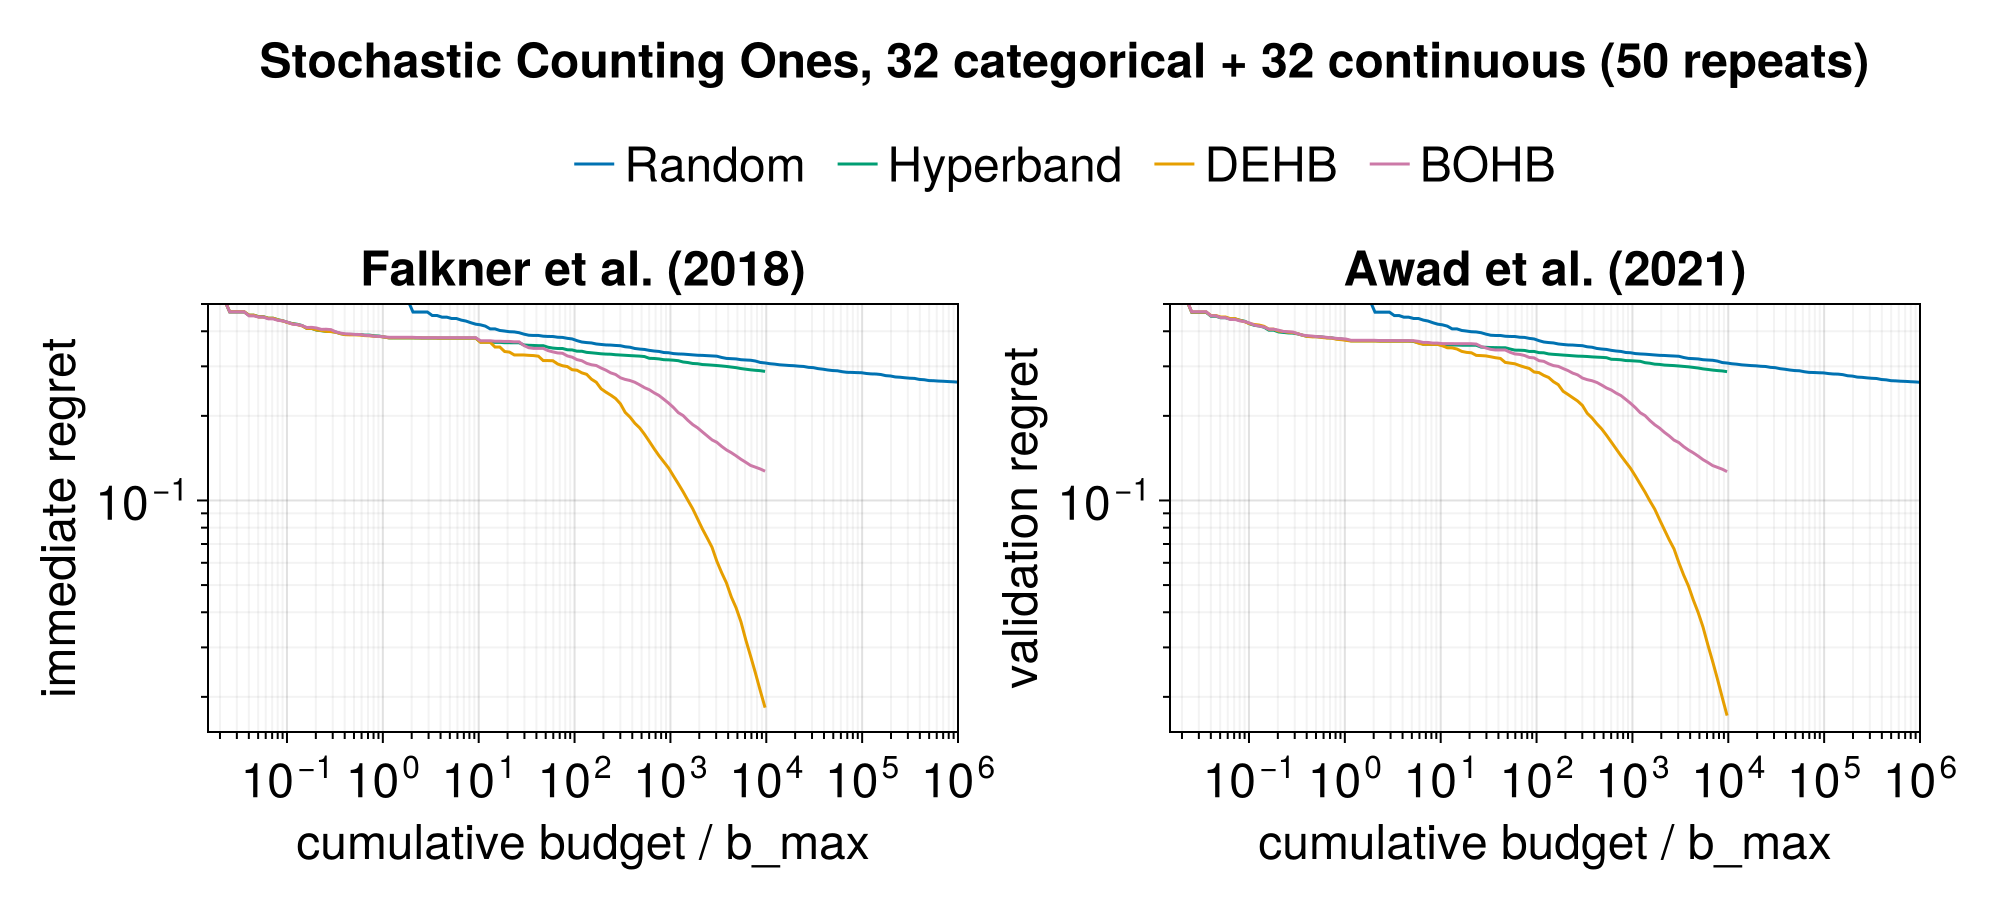 Stochastic Counting Ones, 32 categorical + 32 continuous (50 repeats)
Random Hyperband DEHB BOHB
Falkner et al. (2018)
immediate regret
10⁻¹
10⁻¹ 10⁰ 10¹ 10² 10³ 10⁴ 10⁵ 10⁶
cumulative budget / b_max
Awad et al. (2021)
validation regret
10⁻¹
10⁻¹ 10⁰ 10¹ 10² 10³ 10⁴ 10⁵ 10⁶
cumulative budget / b_max